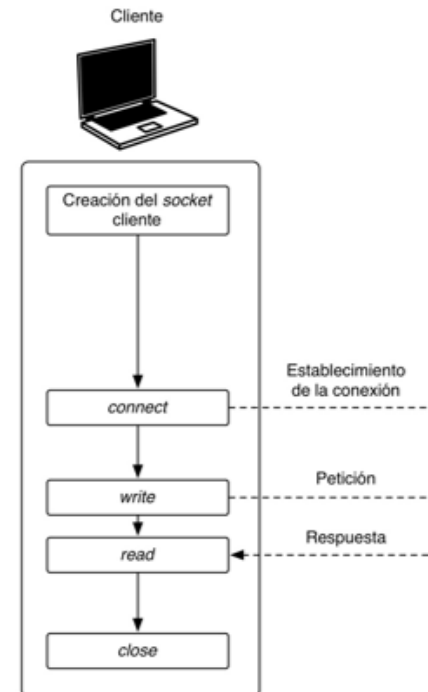 Cliente
Creación del socket
cliente
Establecimiento
de la conexión
connect
Petición
write
Respuesta
read
close